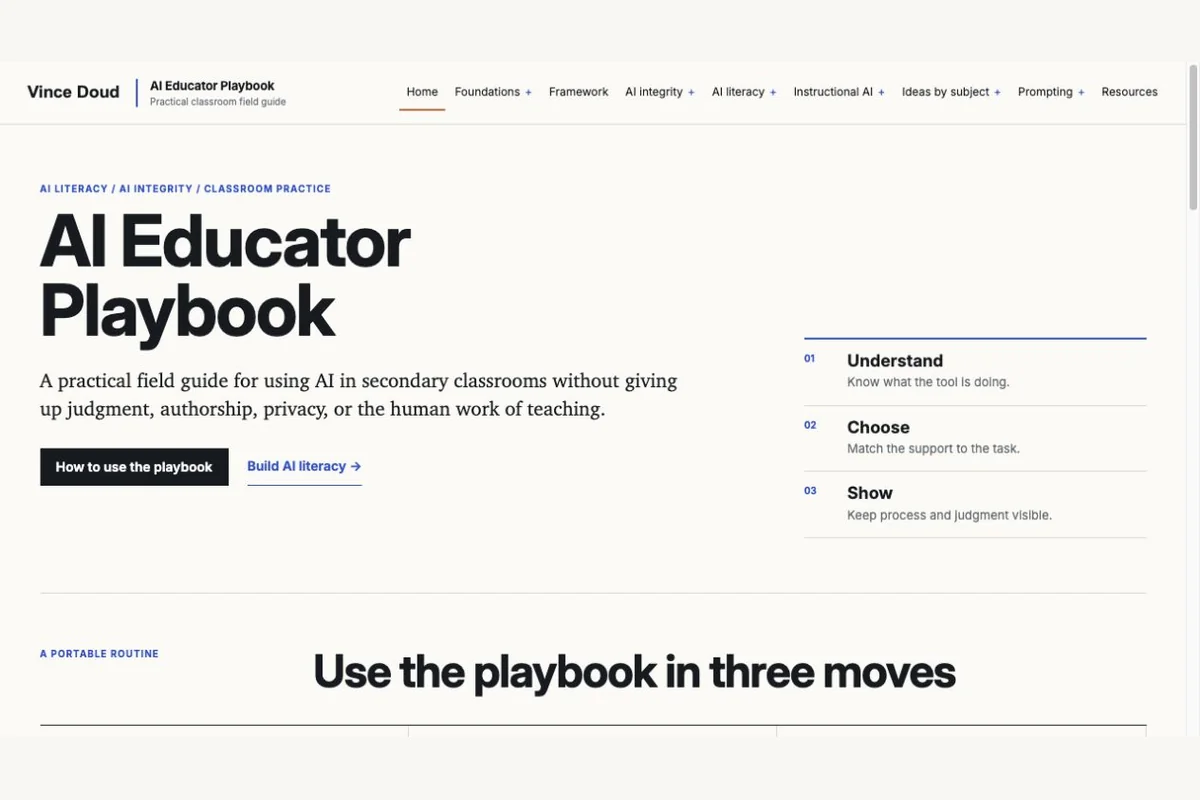 Vince Doud
AI Educator Playbook
Practical classroom field guide
Home
Foundations +
Framework
AI integrity +
AI literacy +
Instructional AI +
Ideas by subject +
Prompting +
Resources
AI LITERACY / AI INTEGRITY / CLASSROOM PRACTICE
AI Educator
Playbook
A practical field guide for using AI in secondary classrooms without giving
up judgment, authorship, privacy, or the human work of teaching.
How to use the playbook
Build AI literacy →
01
Understand
Know what the tool is doing.
02
Choose
Match the support to the task.
03
Show
Keep process and judgment visible.
A PORTABLE ROUTINE
Use the playbook in three moves